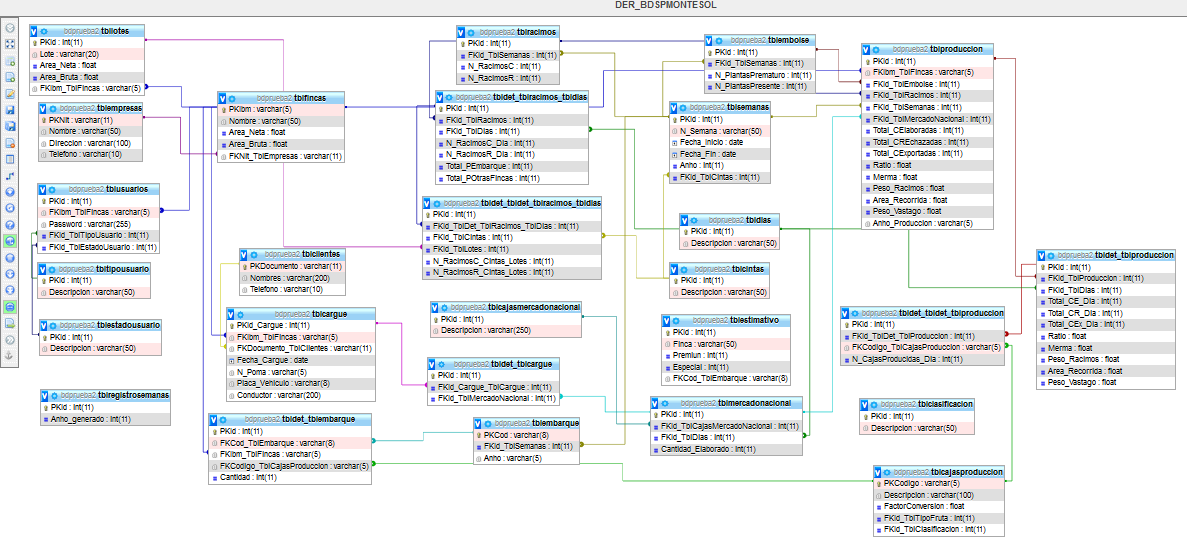 DER_BDSPMONTESOL
bdprueba2 tbllotes
PKId : int(11)
Lote : varchar(20)
Area_Neta : float
Area_Bruta : float
FKIbm_TblFincas : varchar(5)
bdprueba2 tblempresas
PKNit : varchar(11)
Nombre : varchar(50)
Direccion : varchar(100)
Telefono : varchar(10)
bdprueba2 tblusuarios
PKId : int(11)
FKIbm_TblFincas : varchar(5)
Password : varchar(255)
FKId_TblTipoUsuario : int(11)
FKId_TblEstadoUsuario : int(11)
bdprueba2 tbltipousuario
PKId : int(11)
Descripcion : varchar(50)
bdprueba2 tblestadousuario
PKId : int(11)
Descripcion : varchar(50)
bdprueba2 tblregistrosemanas
PKId : int(11)
Anho_generado : int(11)
bdprueba2 tblfincas
PKIbm : varchar(5)
Nombre : varchar(50)
Area_Neta : float
Area_Bruta : float
FKNit_TblEmpresas : varchar(11)
bdprueba2 tblclientes
PKDocumento : varchar(11)
Nombres : varchar(200)
Telefono : varchar(10)
bdprueba2 tblcargue
PKId_Cargue : int(11)
FKIbm_TblFincas : varchar(5)
FKDocumento_TblClientes : varchar(11)
Fecha_Cargue : date
N_Poma : varchar(5)
Placa_Vehiculo : varchar(8)
Conductor : varchar(200)
bdprueba2 tbldet_tblembarque
PKId : int(11)
FKCod_TblEmbarque : varchar(8)
FKIbm_TblFincas : varchar(5)
FKCodigo_TblCajasProduccion : varchar(5)
Cantidad : int(11)
bdprueba2 tblracimos
PKId : int(11)
FKId_TblSemanas : int(11)
N_RacimosC : int(11)
N_RacimosR : int(11)
bdprueba2 tbldet_tblracimos_tbldias
PKId : int(11)
FKId_TblRacimos : int(11)
FKId_TblDias : int(11)
N_RacimosC_Dia : int(11)
N_RacimosR_Dia : int(11)
Total_PEmbarque : int(11)
Total_POtrasFincas : int(11)
bdprueba2 tbldet_tbldet_tblracimos_tbldias
PKId : int(11)
FKId_TblDet_TblRacimos_TblDias : int(11)
FKId_TblCintas : int(11)
FKId_TblLotes : int(11)
N_RacimosC_Cintas_Lotes : int(11)
N_RacimosR_Cintas_Lotes : int(11)
bdprueba2 tblcajasmercadonacional
PKId : int(11)
Descripcion : varchar(250)
bdprueba2 tbldet_tblcargue
PKId : int(11)
FKId_Cargue_TblCargue : int(11)
FKId_TblMercadoNacional : int(11)
bdprueba2 tblembarque
PKCod : varchar(8)
FKId_TblSemanas : int(11)
Anho : varchar(5)
bdprueba2 tblembolse
PKId : int(11)
FKId_TblSemanas : int(11)
N_PlantasPrematuro : int(11)
N_PlantasPresente : int(11)
bdprueba2 tblsemanas
PKId : int(11)
N_Semana : varchar(50)
Fecha_Inicio : date
Fecha_Fin : date
Anho : int(11)
FKId_TblCintas : int(11)
bdprueba2 tbldias
PKId : int(11)
Descripcion : varchar(50)
bdprueba2 tblcintas
PKId : int(11)
Descripcion : varchar(50)
bdprueba2 tblestimativo
PKId : int(11)
Finca : varchar(50)
Premiun : int(11)
Especial : int(11)
FKCod_TblEmbarque : varchar(8)
bdprueba2 tblmercadonacional
PKId : int(11)
FKId_TblCajasMercadoNacional : int(11)
FKId_TblDias : int(11)
Cantidad_Elaborado : int(11)
bdprueba2 tblproduccion
PKId : int(11)
FKIbm_TblFincas : varchar(5)
FKId_TblEmbolse : int(11)
FKId_TblRacimos : int(11)
FKId_TblSemanas : int(11)
FKId_TblMercadoNacional : int(11)
Total_CElaboradas : int(11)
Total_CREchazadas : int(11)
Total_CExportadas : int(11)
Ratio : float
Merma : float
Peso_Racimos : float
Area_Recorrida : float
Peso_Vastago : float
Anho_Produccion : varchar(5)
bdprueba2 tbldet_tbldet_tblproduccion
PKId : int(11)
FKId_TblDet_TblProduccion : int(11)
FKCodigo_TblCajasProduccion : varchar(5)
N_CajasProducidas_Dia : int(11)
bdprueba2 tblclasificacion
PKId : int(11)
Descripcion : varchar(50)
bdprueba2 tblcajasproduccion
PKCodigo : varchar(5)
Descripcion : varchar(100)
FactorConversion : float
FKId_TblTipoFruta : int(11)
FKId_TblClasificacion : int(11)
bdprueba2 tbldet_tblproduccion
PKId : int(11)
FKId_TblProduccion : int(11)
FKId_TblDias : int(11)
Total_CE_Dia : int(11)
Total_CR_Dia : int(11)
Total_CEx_Dia : int(11)
Ratio : float
Merma : float
Peso_Racimos : float
Area_Recorrida : float
Peso_Vastago : float